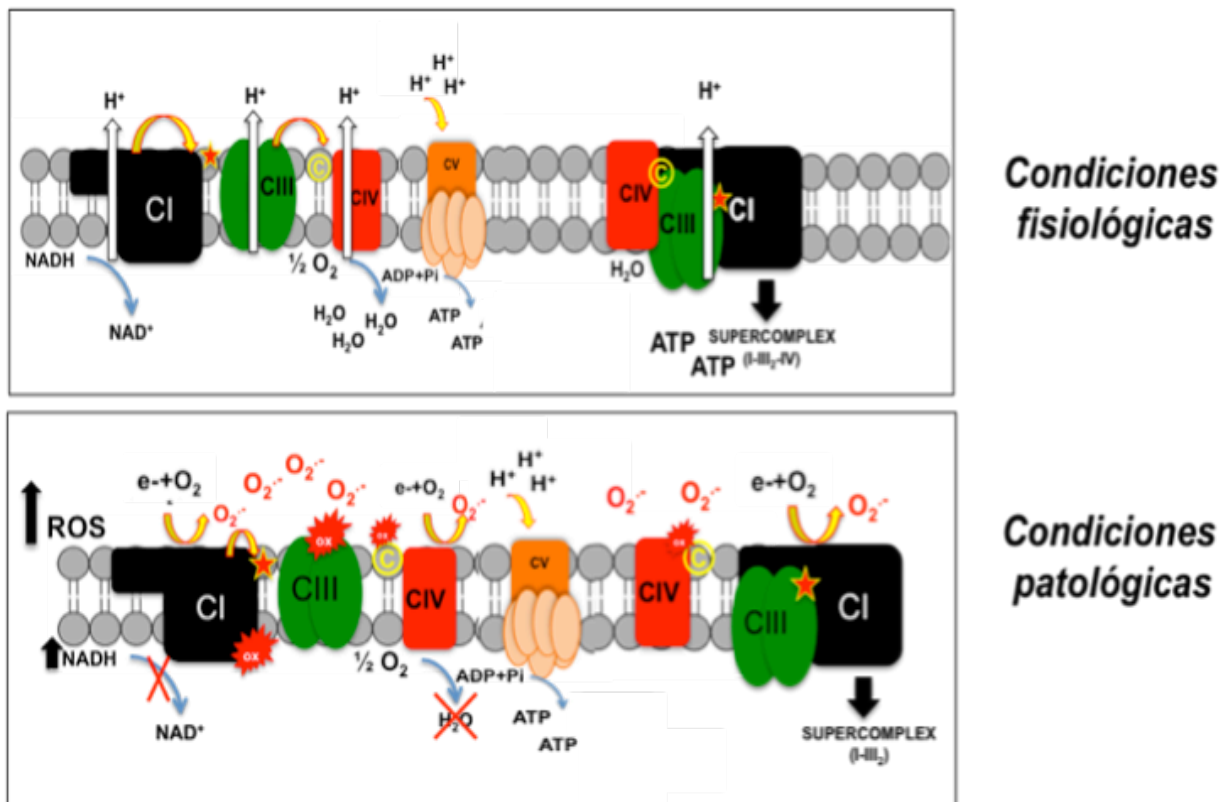 H⁺
H⁺
H⁺
H⁺
H⁺ H⁺
H⁺
CI
CIII
©
CIV
CV
CIV
©
CIII
CI
NADH
NAD⁺
½ O₂
H₂O
H₂O
H₂O
ADP+Pi
ATP
ATP
H₂O
ATP
ATP
SUPERCOMPLEX
(I-III₂-IV)
Condiciones
fisiológicas
ROS
e-+O₂
O₂·-
O₂·-
O₂·-
O₂·-
e-+O₂
O₂·-
H⁺
H⁺ H⁺
O₂·-
O₂·-
e-+O₂
O₂·-
CI
ox
CIII
ox
ox
©
CIV
CV
CIV
ox
©
CIII
CI
NADH
NAD⁺
½ O₂
H₂O
ADP+Pi
ATP
ATP
SUPERCOMPLEX
(I-III₂)
Condiciones
patológicas